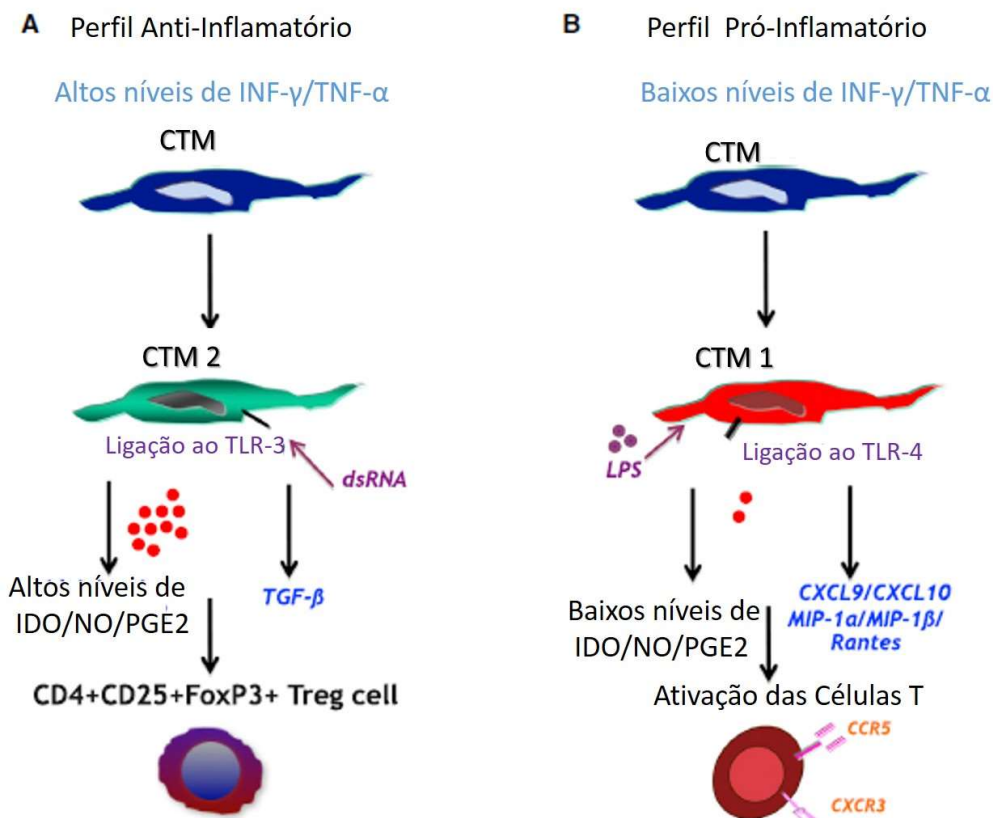 A Perfil Anti-Inflamatório
Altos níveis de INF-γ/TNF-α
CTM
CTM 2
Ligação ao TLR-3
dsRNA
Altos níveis de
IDO/NO/PGE2
TGF-β
CD4+CD25+FoxP3+ Treg cell
B Perfil Pró-Inflamatório
Baixos níveis de INF-γ/TNF-α
CTM
CTM 1
LPS
Ligação ao TLR-4
Baixos níveis de
IDO/NO/PGE2
CXCL9/CXCL10
MIP-1α/MIP-1β/
Rantes
Ativação das Células T
CCR5
CXCR3